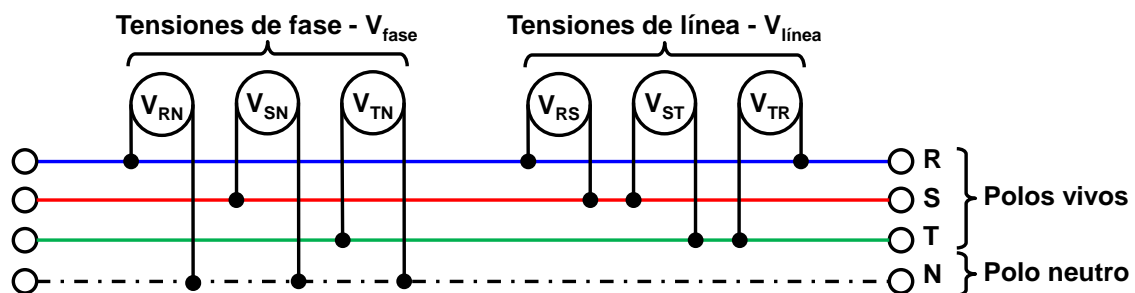 Tensiones de fase - Vfase
Tensiones de línea - Vlínea
VRN
VSN
VTN
VRS
VST
VTR
R
S
T
N
Polos vivos
Polo neutro